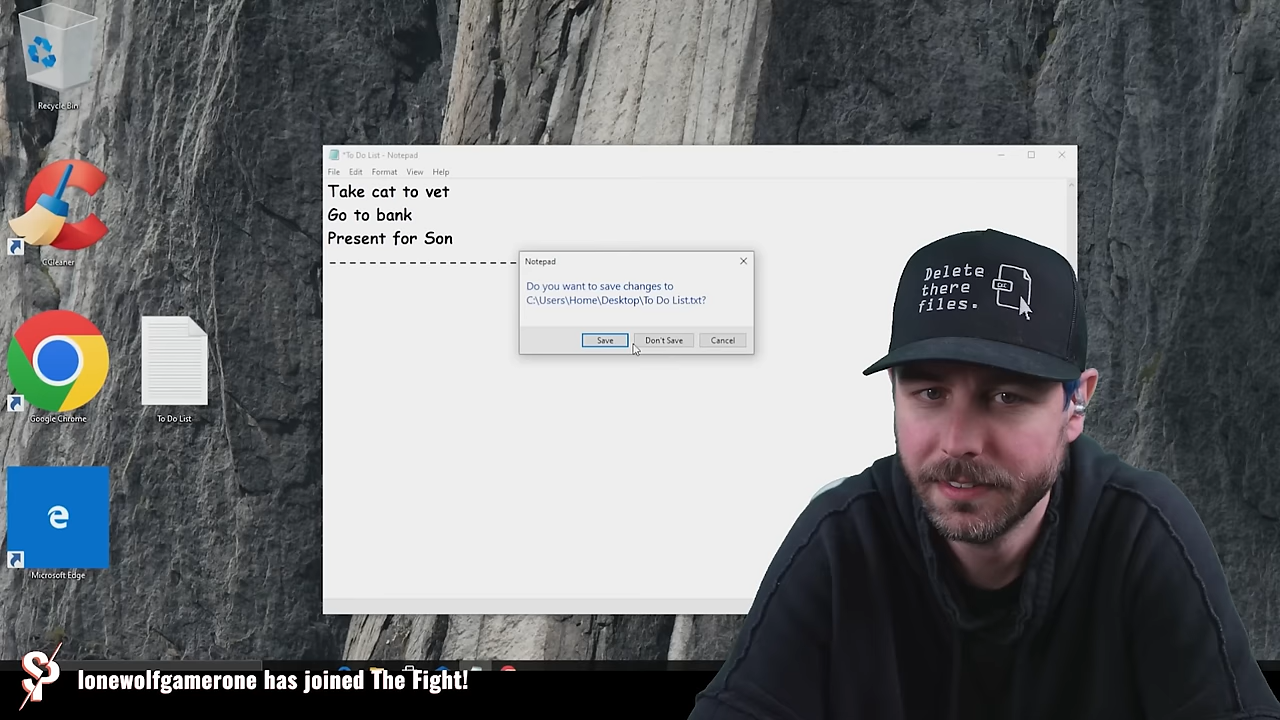 Recycle Bin
CCleaner
Google Chrome
To Do List
Microsoft Edge
*To Do List - Notepad
File Edit Format View Help
Take cat to vet
Go to bank
Present for Son
Notepad
Do you want to save changes to
C:\Users\Home\Desktop\To Do List.txt?
Save Don't Save Cancel
Delete
there
files.
lonewolfgamerone has joined The Fight!